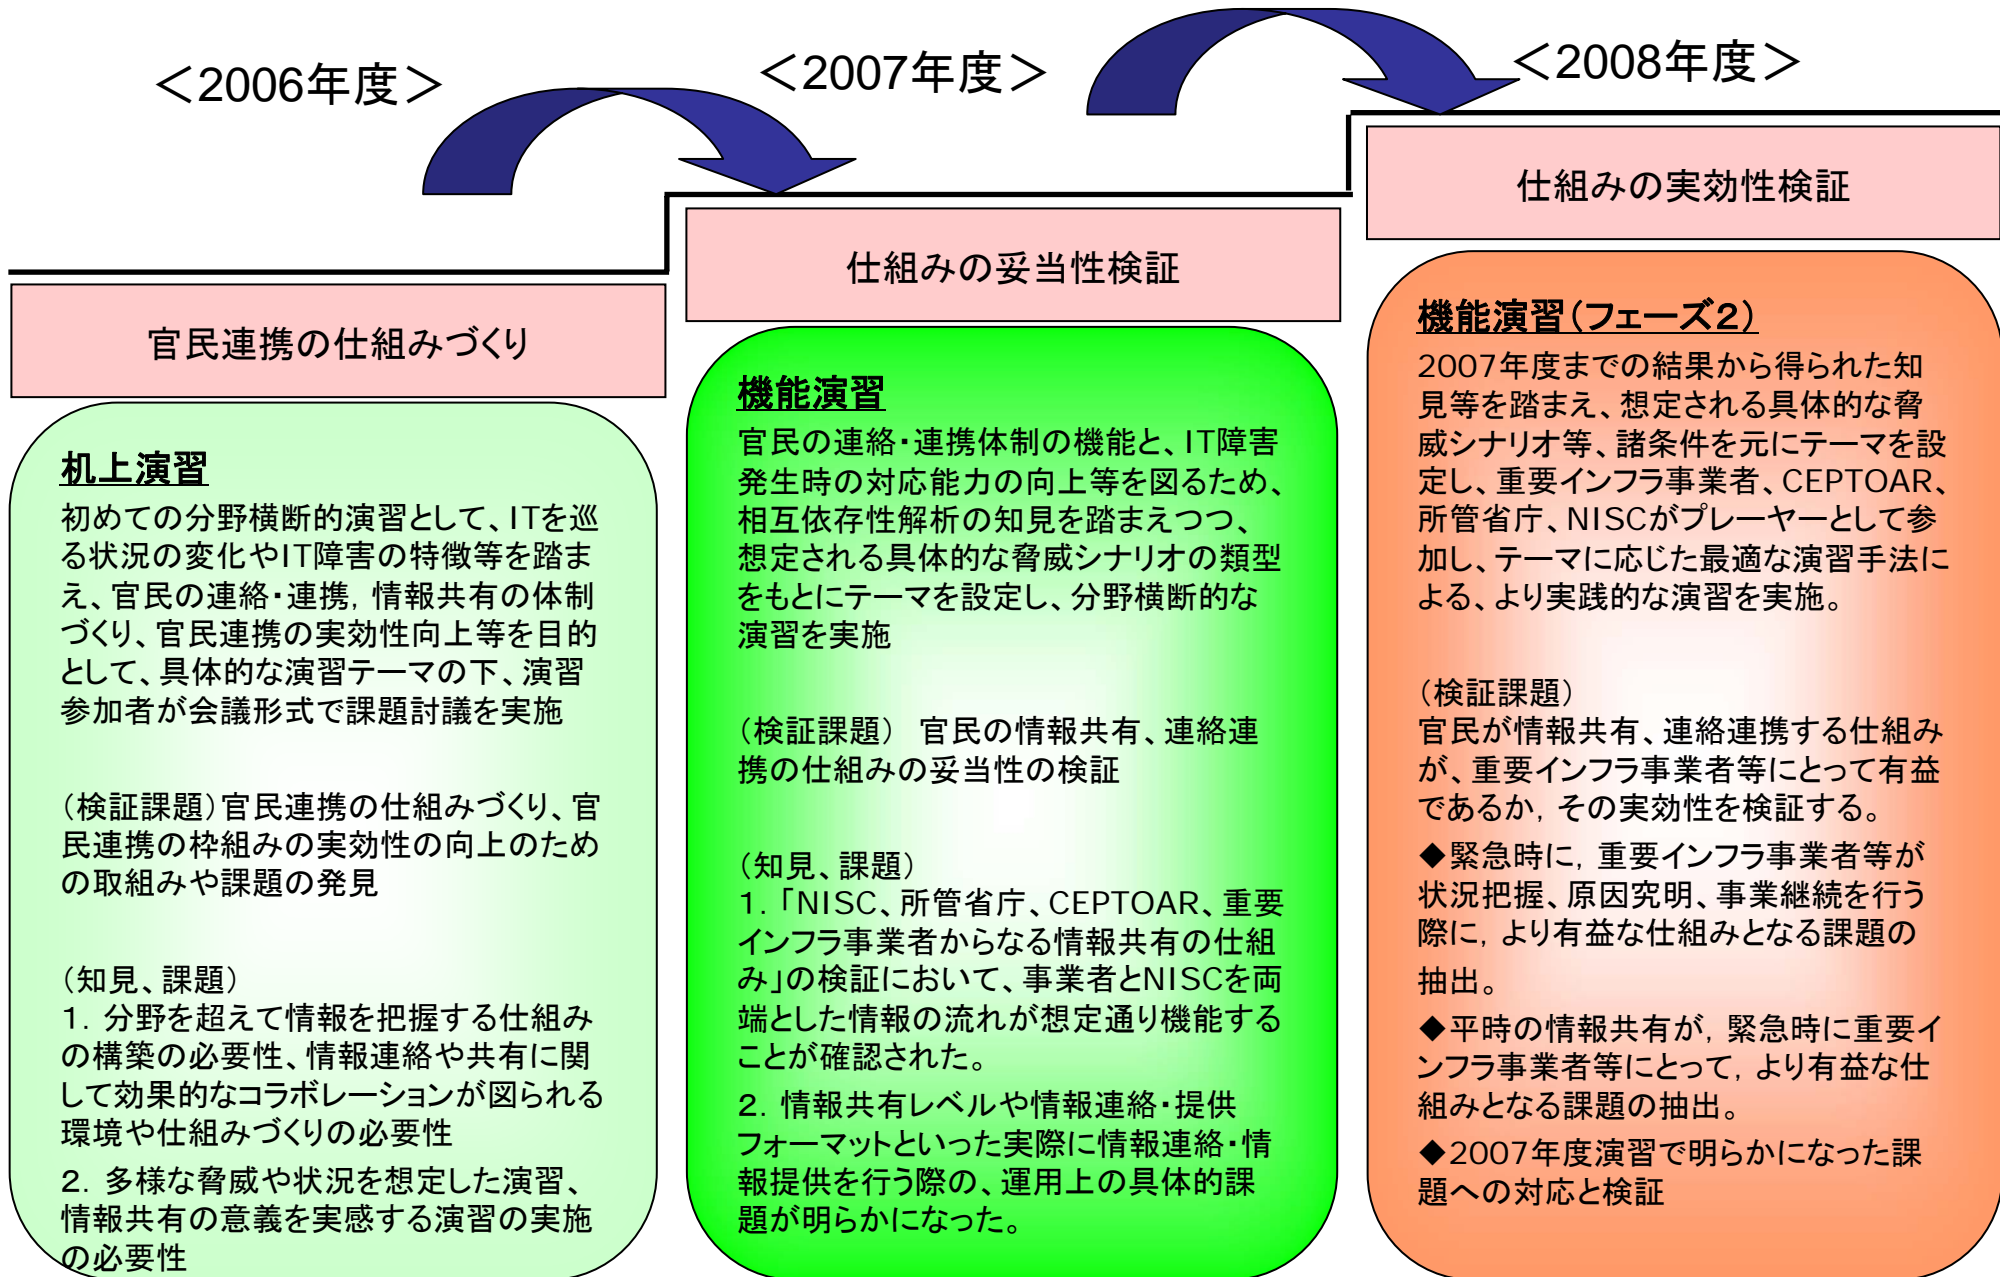 ＜2006年度＞
官民連携の仕組みづくり
机上演習
初めての分野横断的演習として、ITを巡
る状況の変化やIT障害の特徴等を踏ま
え、官民の連絡・連携，情報共有の体制
づくり、官民連携の実効性向上等を目的
として、具体的な演習テーマの下、演習
参加者が会議形式で課題討議を実施
（検証課題）官民連携の仕組みづくり、官
民連携の枠組みの実効性の向上のため
の取組みや課題の発見
（知見、課題）
１．分野を超えて情報を把握する仕組み
の構築の必要性、情報連絡や共有に関
して効果的なコラボレーションが図られる
環境や仕組みづくりの必要性
２．多様な脅威や状況を想定した演習、
情報共有の意義を実感する演習の実施
の必要性
＜2007年度＞
仕組みの妥当性検証
機能演習
官民の連絡・連携体制の機能と、IT障害
発生時の対応能力の向上等を図るため、
相互依存性解析の知見を踏まえつつ、
想定される具体的な脅威シナリオの類型
をもとにテーマを設定し、分野横断的な
演習を実施
（検証課題）　官民の情報共有、連絡連
携の仕組みの妥当性の検証
（知見、課題）
１．「NISC、所管省庁、CEPTOAR、重要
インフラ事業者からなる情報共有の仕組
み」の検証において、事業者とNISCを両
端とした情報の流れが想定通り機能する
ことが確認された。
２．情報共有レベルや情報連絡・提供
フォーマットといった実際に情報連絡・情
報提供を行う際の、運用上の具体的課
題が明らかになった。
＜2008年度＞
仕組みの実効性検証
機能演習（フェーズ２）
2007年度までの結果から得られた知
見等を踏まえ、想定される具体的な脅
威シナリオ等、諸条件を元にテーマを設
定し、重要インフラ事業者、CEPTOAR、
所管省庁、NISCがプレーヤーとして参
加し、テーマに応じた最適な演習手法に
よる、より実践的な演習を実施。
（検証課題）
官民が情報共有、連絡連携する仕組み
が、重要インフラ事業者等にとって有益
であるか，その実効性を検証する。
◆緊急時に，重要インフラ事業者等が
状況把握、原因究明、事業継続を行う
際に，より有益な仕組みとなる課題の
抽出。
◆平時の情報共有が，緊急時に重要イ
ンフラ事業者等にとって，より有益な仕
組みとなる課題の抽出。
◆2007年度演習で明らかになった課
題への対応と検証